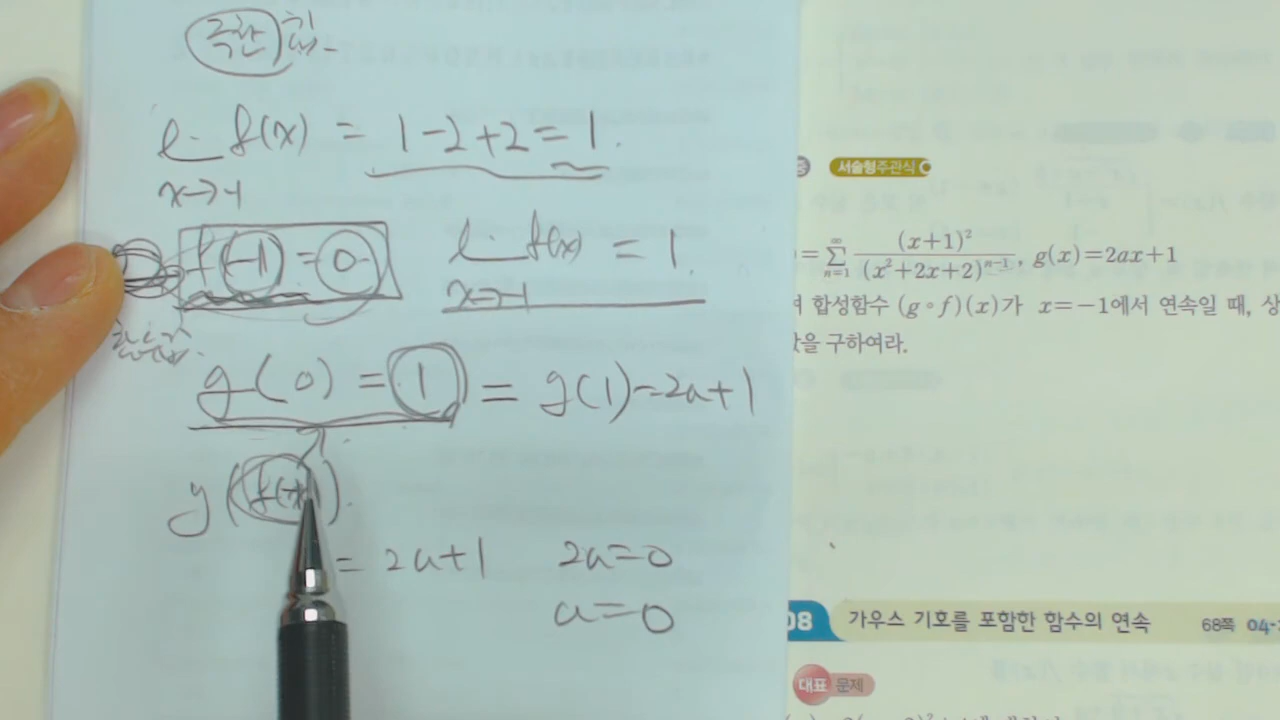 극한값
lim f(x) = 1-2+2=1.
x→-1
f(-1)=0
lim f(x) = 1.
x→-1
함숫값.
g(0)=1 = g(1)=2a+1
g(f(x)).
= 2a+1 2a=0
a=0
서술형주관식
= \sum_{n=1}^{∞} \frac{(x+1)^2}{(x^2+2x+2)^{n-1}}, g(x)=2ax+1
합성함수 (g∘f)(x)가 x=-1에서 연속일 때, 상
값을 구하여라.
08 가우스 기호를 포함한 함수의 연속 68쪽 04-
대표 문제